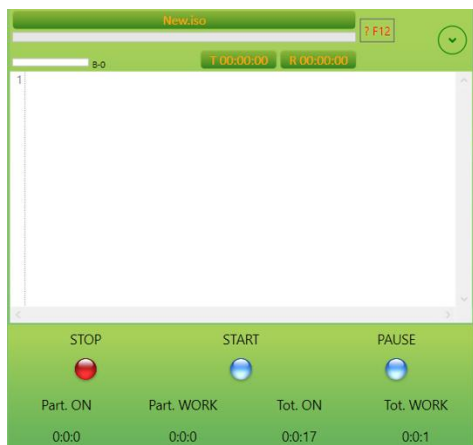 New.iso
? F12
B-0
T 00:00:00 R 00:00:00
1
STOP START PAUSE
Part. ON Part. WORK Tot. ON Tot. WORK
0:0:0 0:0:0 0:0:17 0:0:1